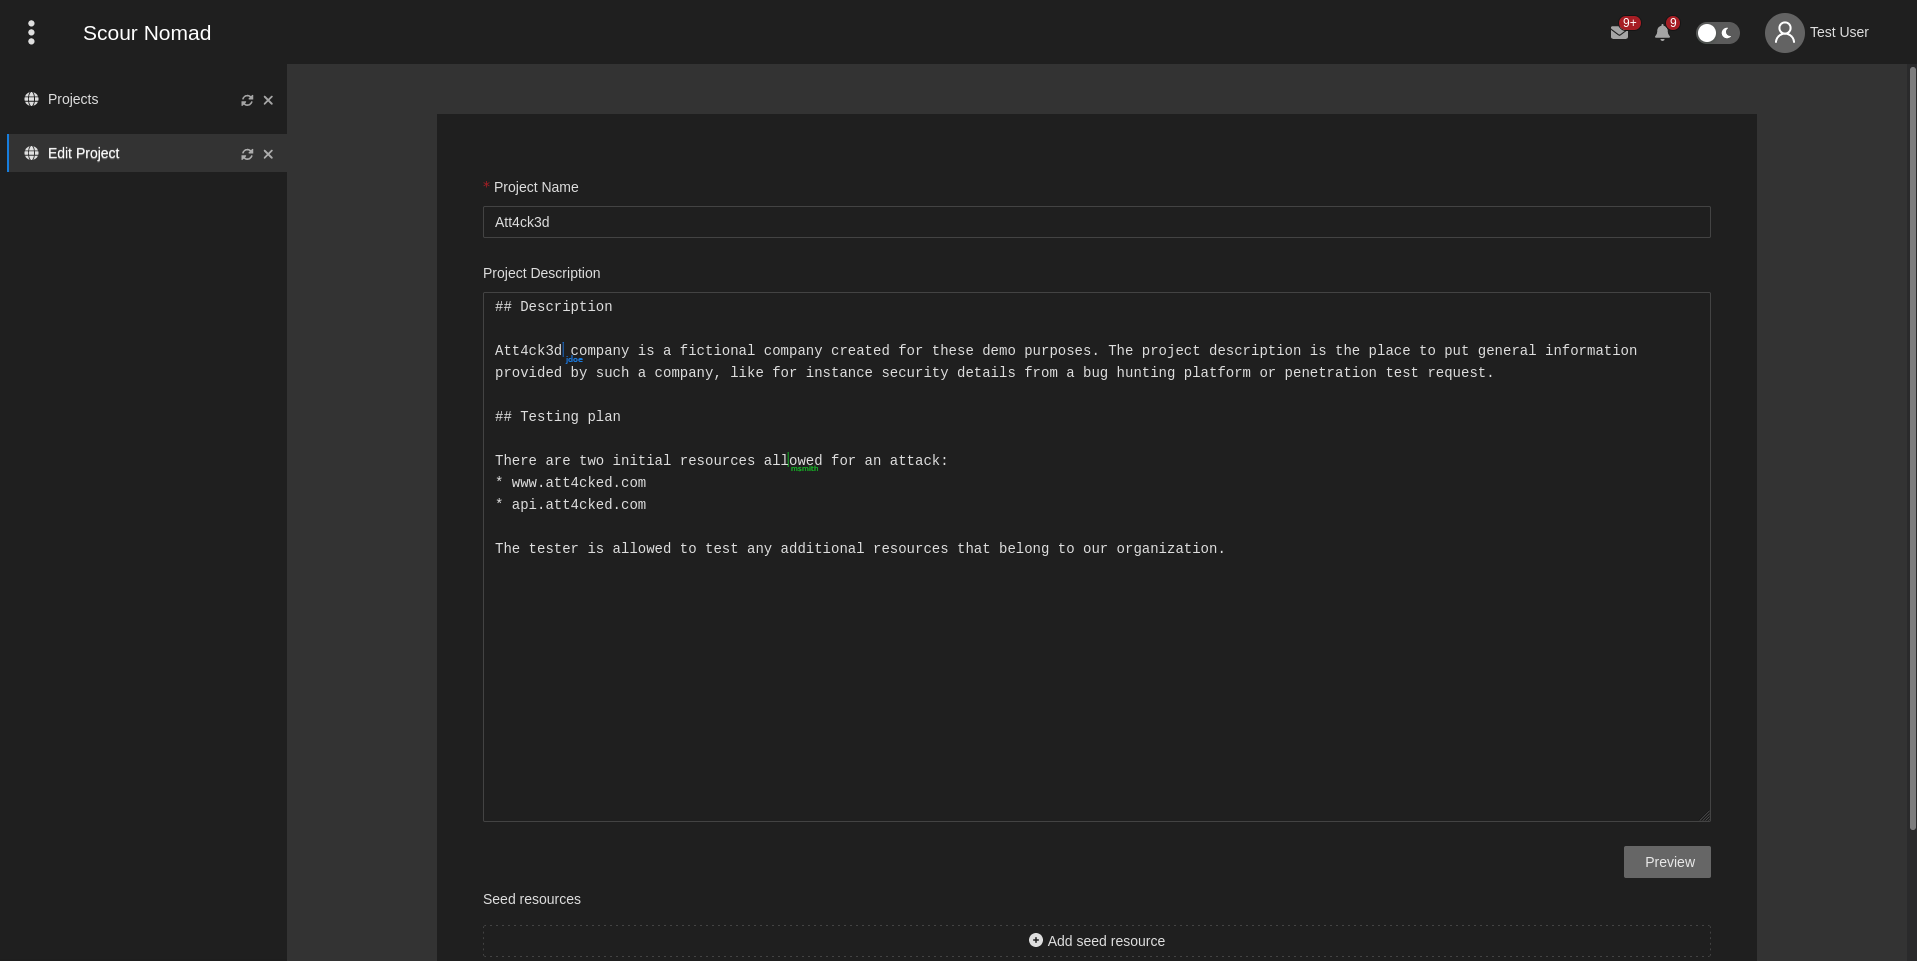 Scour Nomad
9+
9
Test User
Projects
Edit Project
* Project Name
Att4ck3d
Project Description
## Description
Att4ck3d company is a fictional company created for these demo purposes. The project description is the place to put general information
jdoe
provided by such a company, like for instance security details from a bug hunting platform or penetration test request.
## Testing plan
There are two initial resources allowed for an attack:
msmith
* www.att4cked.com
* api.att4cked.com
The tester is allowed to test any additional resources that belong to our organization.
Preview
Seed resources
Add seed resource